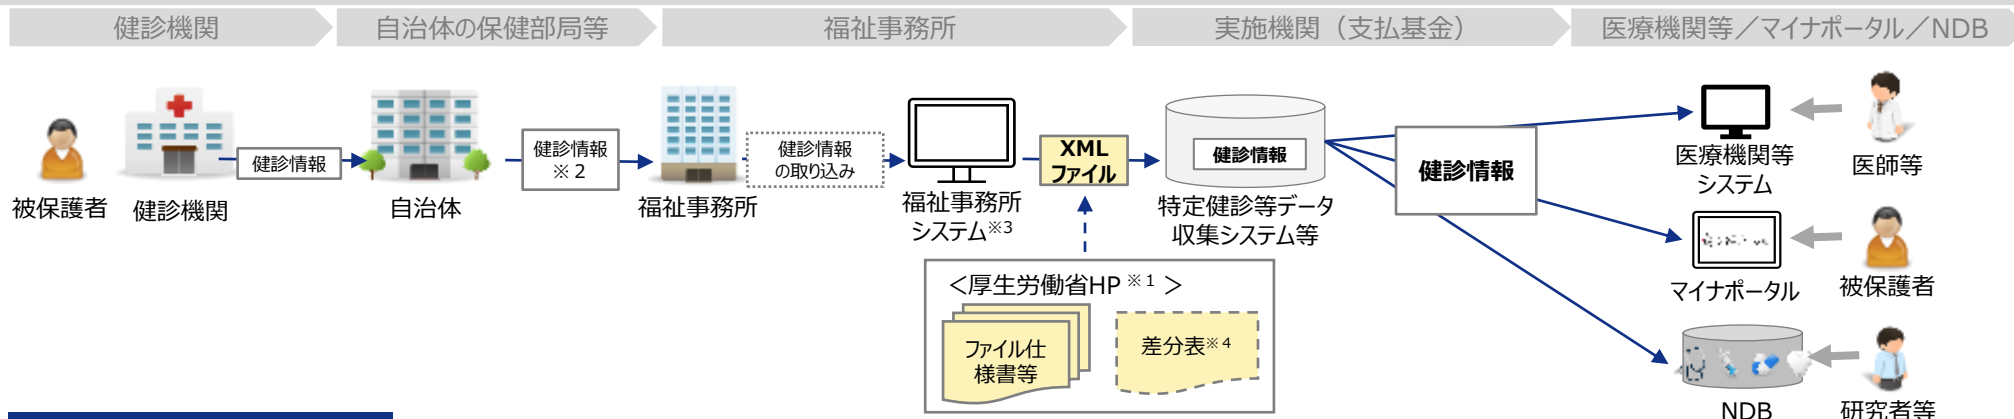 健診機関
自治体の保健部局等
福祉事務所
実施機関（支払基金）
医療機関等／マイナポータル／NDB
被保護者
健診機関
健診情報
自治体
健診情報
※２
福祉事務所
健診情報
の取り込み
福祉事務所
システム※3
XML
ファイル
健診情報
特定健診等データ
収集システム等
健診情報
医療機関等
システム
医師等
マイナポータル
被保護者
NDB
研究者等
＜厚生労働省HP※１＞
ファイル仕
様書等
差分表※４